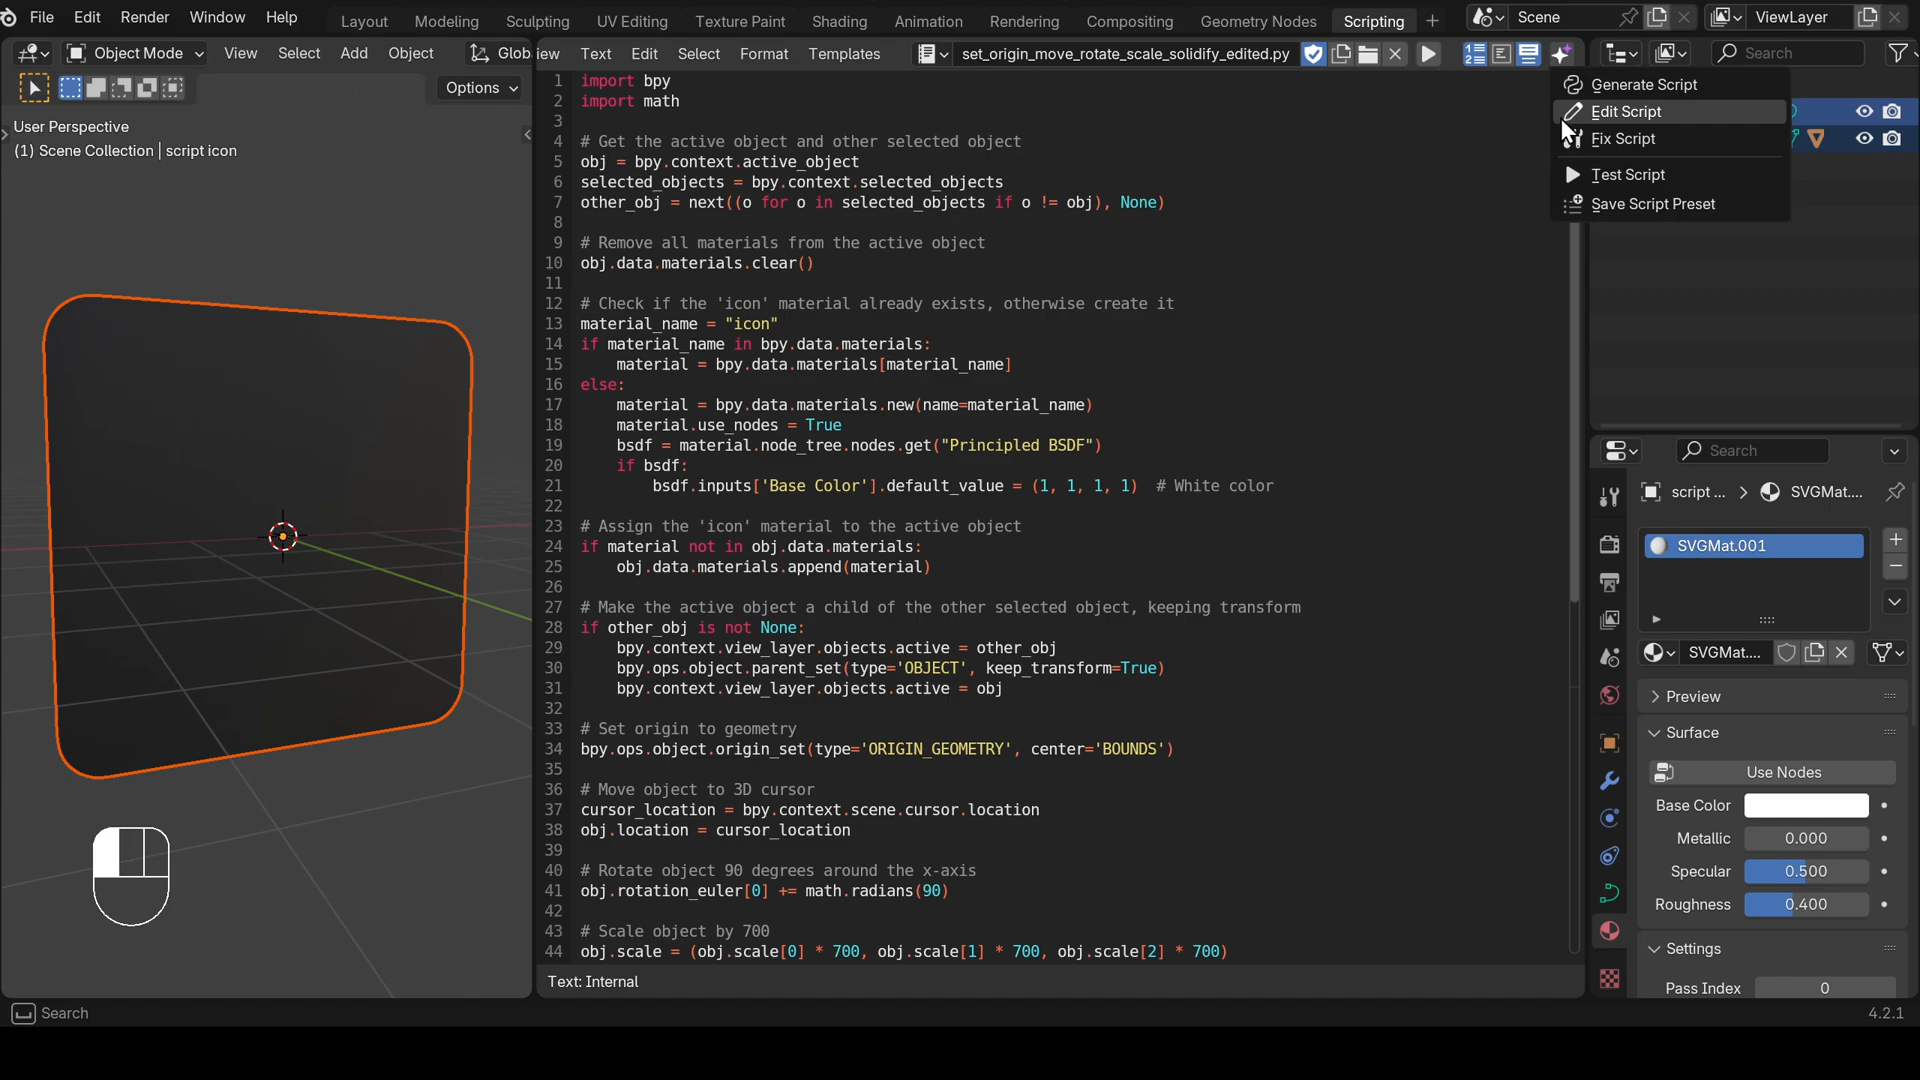 File Edit Render Window Help Layout Modeling Sculpting UV Editing Texture Paint Shading Animation Rendering Compositing Geometry Nodes Scripting + Scene ViewLayer
Object Mode View Select Add Object Glob
ew Text Edit Select Format Templates set_origin_move_rotate_scale_solidify_edited.py
Search
Options
User Perspective
(1) Scene Collection | script icon
1 import bpy
2 import math
3
4 # Get the active object and other selected object
5 obj = bpy.context.active_object
6 selected_objects = bpy.context.selected_objects
7 other_obj = next((o for o in selected_objects if o != obj), None)
8
9 # Remove all materials from the active object
10 obj.data.materials.clear()
11
12 # Check if the 'icon' material already exists, otherwise create it
13 material_name = "icon"
14 if material_name in bpy.data.materials:
15 material = bpy.data.materials[material_name]
16 else:
17 material = bpy.data.materials.new(name=material_name)
18 material.use_nodes = True
19 bsdf = material.node_tree.nodes.get("Principled BSDF")
20 if bsdf:
21 bsdf.inputs['Base Color'].default_value = (1, 1, 1, 1) # White color
22
23 # Assign the 'icon' material to the active object
24 if material not in obj.data.materials:
25 obj.data.materials.append(material)
26
27 # Make the active object a child of the other selected object, keeping transform
28 if other_obj is not None:
29 bpy.context.view_layer.objects.active = other_obj
30 bpy.ops.object.parent_set(type='OBJECT', keep_transform=True)
31 bpy.context.view_layer.objects.active = obj
32
33 # Set origin to geometry
34 bpy.ops.object.origin_set(type='ORIGIN_GEOMETRY', center='BOUNDS')
35
36 # Move object to 3D cursor
37 cursor_location = bpy.context.scene.cursor.location
38 obj.location = cursor_location
39
40 # Rotate object 90 degrees around the x-axis
41 obj.rotation_euler[0] += math.radians(90)
42
43 # Scale object by 700
44 obj.scale = (obj.scale[0] * 700, obj.scale[1] * 700, obj.scale[2] * 700)
Text: Internal
Generate Script
Edit Script
Fix Script
Test Script
Save Script Preset
Search
script ... SVGMat....
SVGMat.001
SVGMat....
Preview
Surface
Use Nodes
Base Color
Metallic 0.000
Specular 0.500
Roughness 0.400
Settings
Pass Index 0
Search
4.2.1